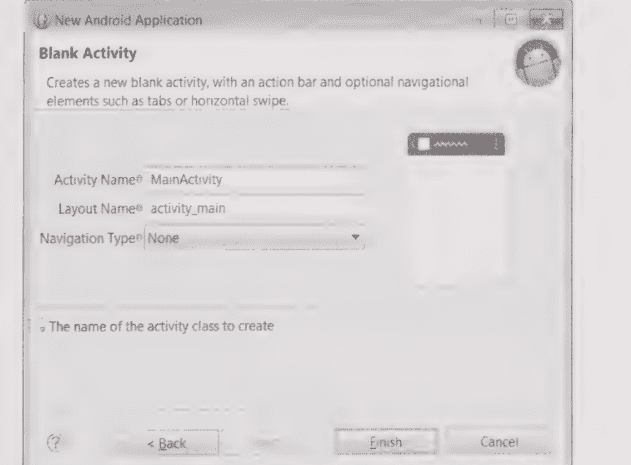 New Android Application
Blank Activity
Creates a new blank activity, with an action bar and optional navigational
elements such as tabs or horizontal swipe.
Activity Name MainActivity
Layout Name activity_main
Navigation Type None
The name of the activity class to create
< Back
Finish
Cancel